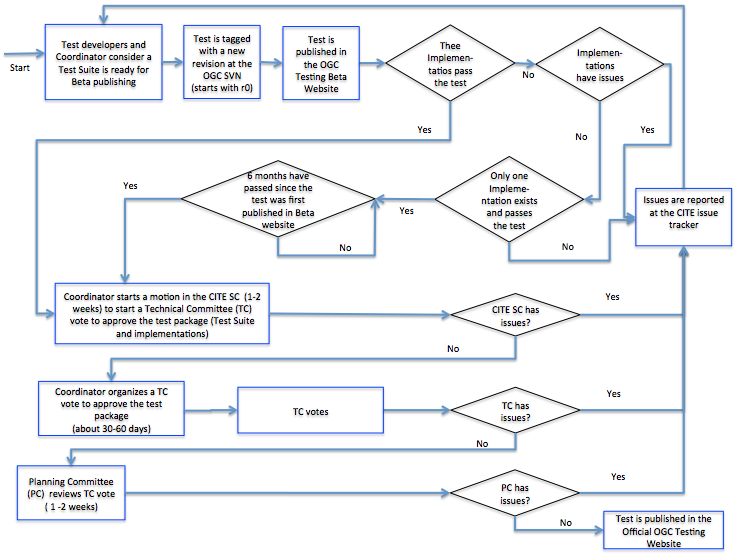 Start
Test developers and
Coordinator consider a
Test Suite is ready for
Beta publishing
Test is tagged
with a new
revision at the
OGC SVN
(starts with r0)
Test is
published in
the OGC
Testing Beta
Website
Thee
Implemen-
tatios pass
the test
No
Implemen-
tations
have issues
Yes
No
Yes
6 months have
passed since the
test was first
published in Beta
website
Yes
No
Only one
Impleme-
ntation exists
and passes
the test
Yes
No
Issues are reported
at the CITE issue
tracker
Coordinator starts a motion in the CITE SC (1-2
weeks) to start a Technical Committee (TC)
vote to approve the test package (Test Suite
and implementations)
CITE SC has
issues?
Yes
No
Coordinator organizes a TC
vote to approve the test
package
(about 30-60 days)
TC votes
TC has
issues?
Yes
No
Planning Committee
(PC) reviews TC vote
( 1 -2 weeks)
PC has
issues?
Yes
No
Test is published in the
Official OGC Testing
Website